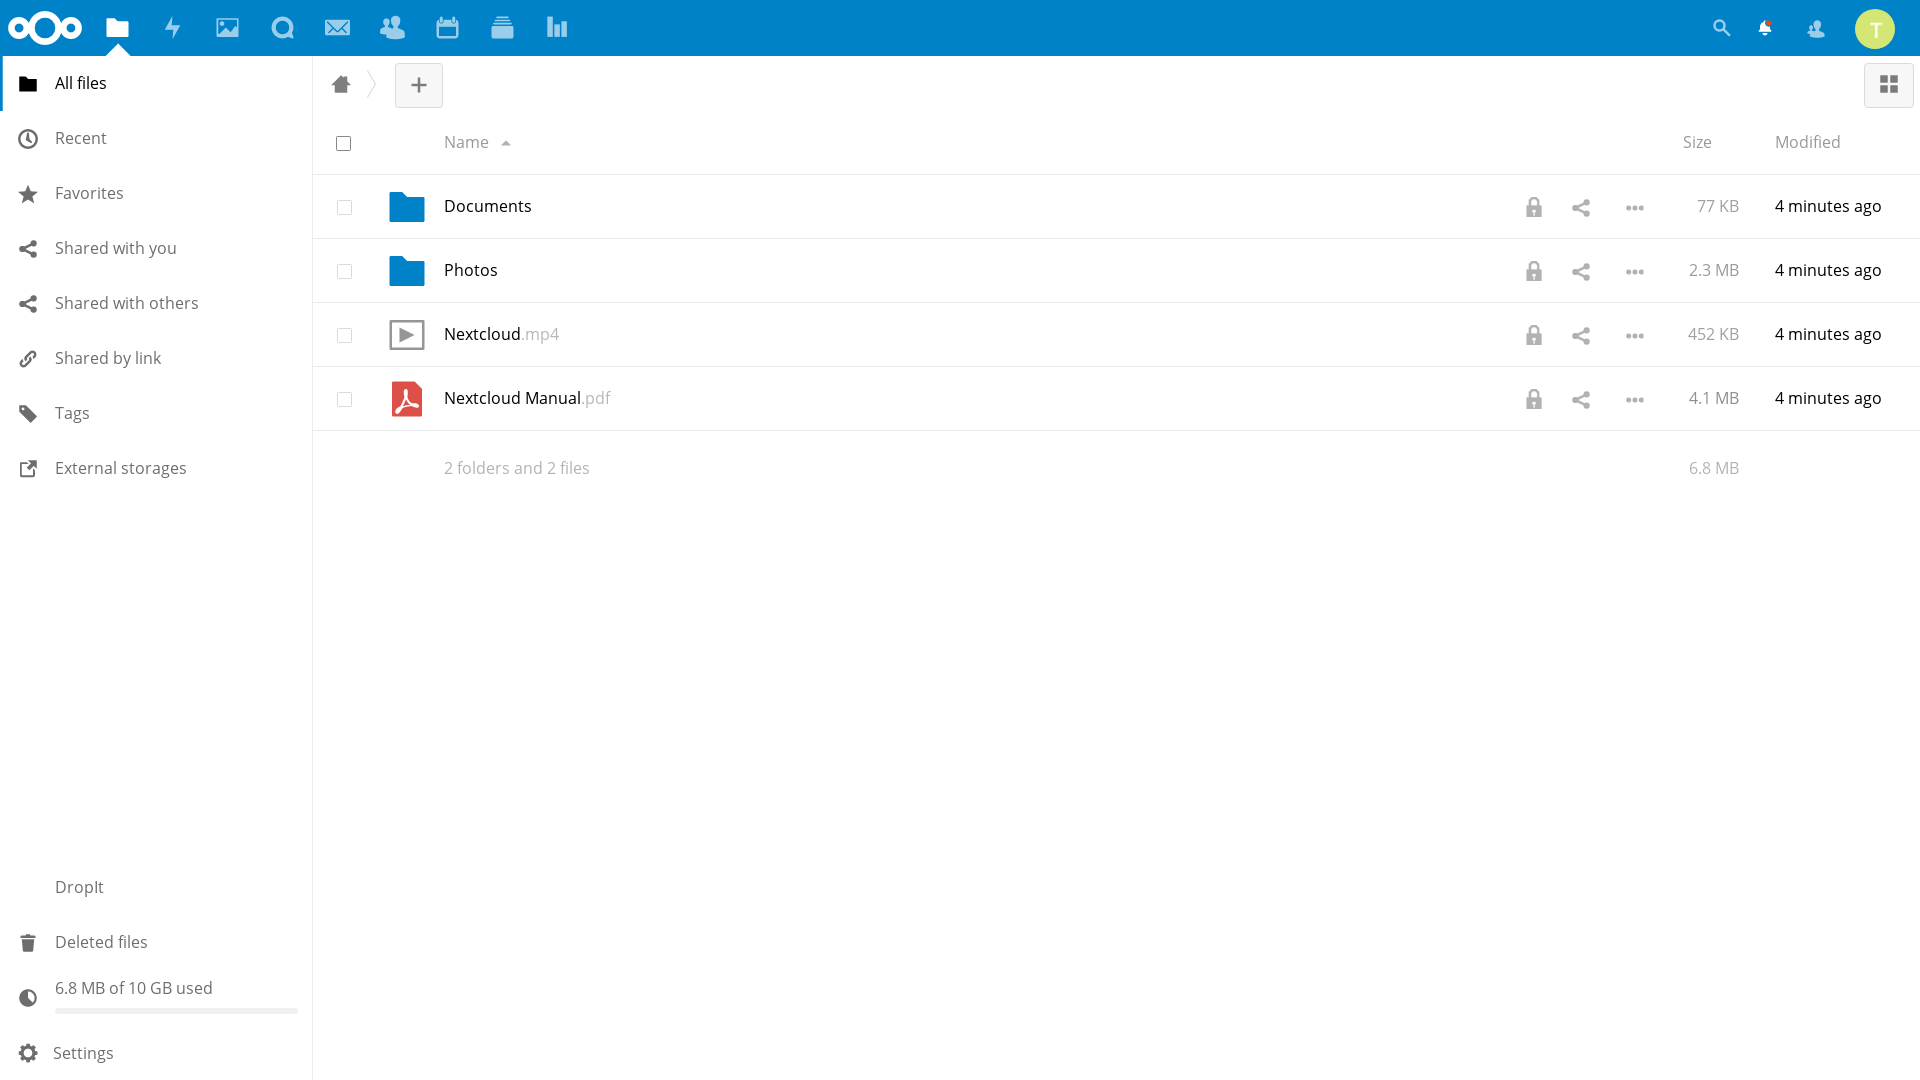 T
All files
Recent
Favorites
Shared with you
Shared with others
Shared by link
Tags
External storages
DropIt
Deleted files
6.8 MB of 10 GB used
Settings
Name Size Modified
Documents 77 KB 4 minutes ago
Photos 2.3 MB 4 minutes ago
Nextcloud.mp4 452 KB 4 minutes ago
Nextcloud Manual.pdf 4.1 MB 4 minutes ago
2 folders and 2 files 6.8 MB